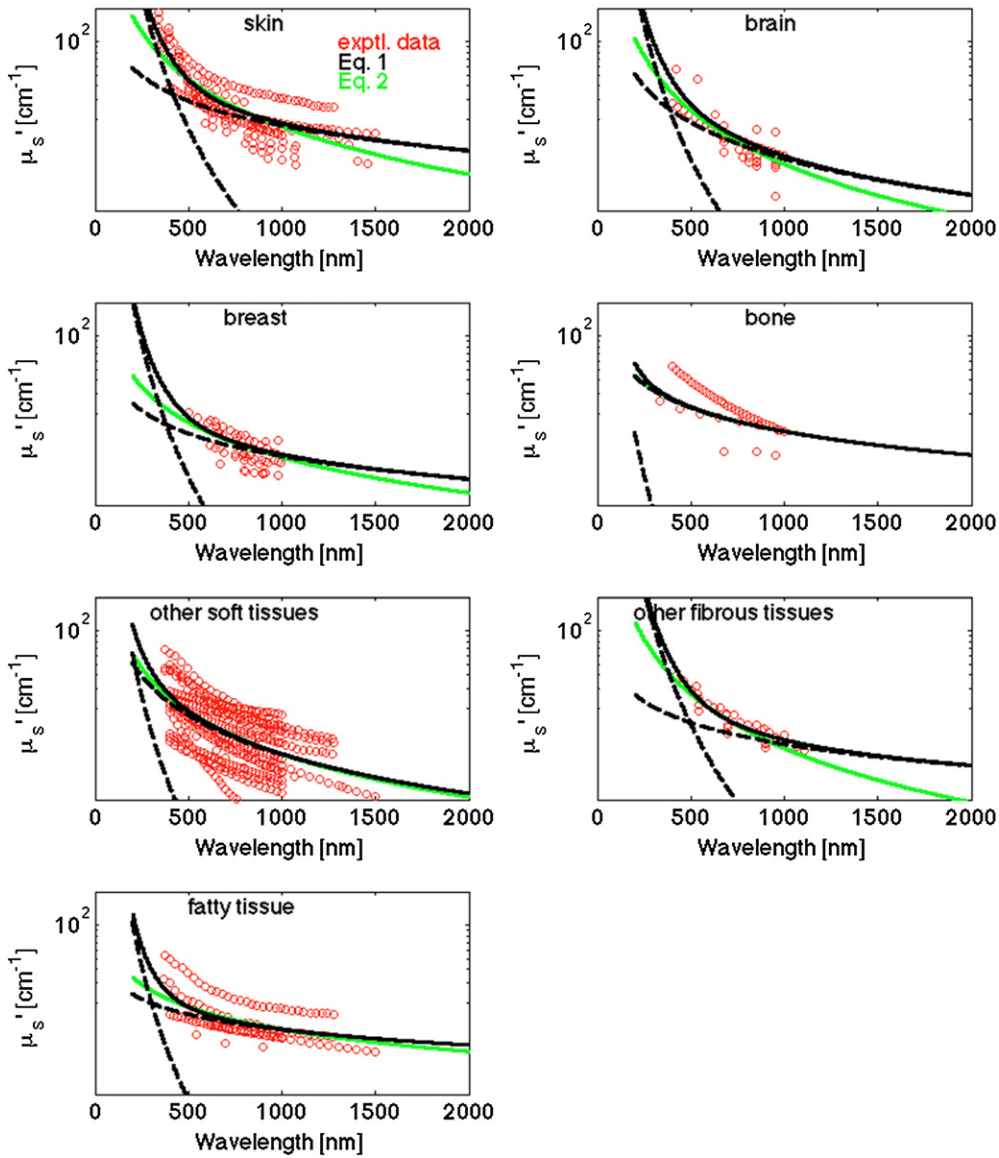 skin
exptl. data
Eq. 1
Eq. 2
10²
μs' [cm⁻¹]
0 500 1000 1500 2000
Wavelength [nm]
brain
10²
μs' [cm⁻¹]
0 500 1000 1500 2000
Wavelength [nm]
breast
10²
μs' [cm⁻¹]
0 500 1000 1500 2000
Wavelength [nm]
bone
10²
μs' [cm⁻¹]
0 500 1000 1500 2000
Wavelength [nm]
other soft tissues
10²
μs' [cm⁻¹]
0 500 1000 1500 2000
Wavelength [nm]
other fibrous tissues
10²
μs' [cm⁻¹]
0 500 1000 1500 2000
Wavelength [nm]
fatty tissue
10²
μs' [cm⁻¹]
0 500 1000 1500 2000
Wavelength [nm]